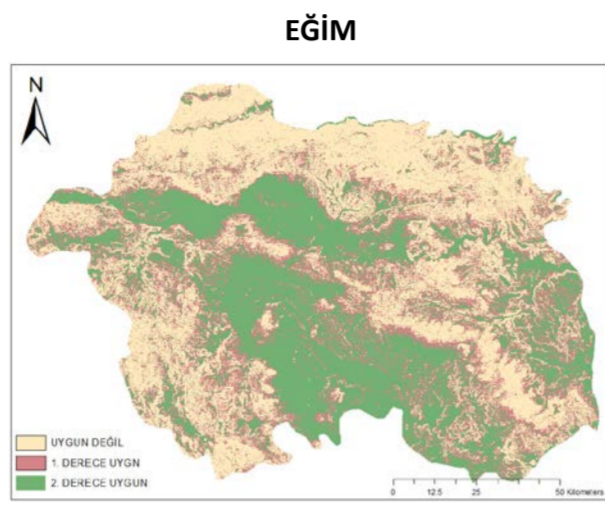 EĞİM
N
UYGUN DEĞİL
1. DERECE UYGN
2. DERECE UYGUN
0 12.5 25 50 Kilometers